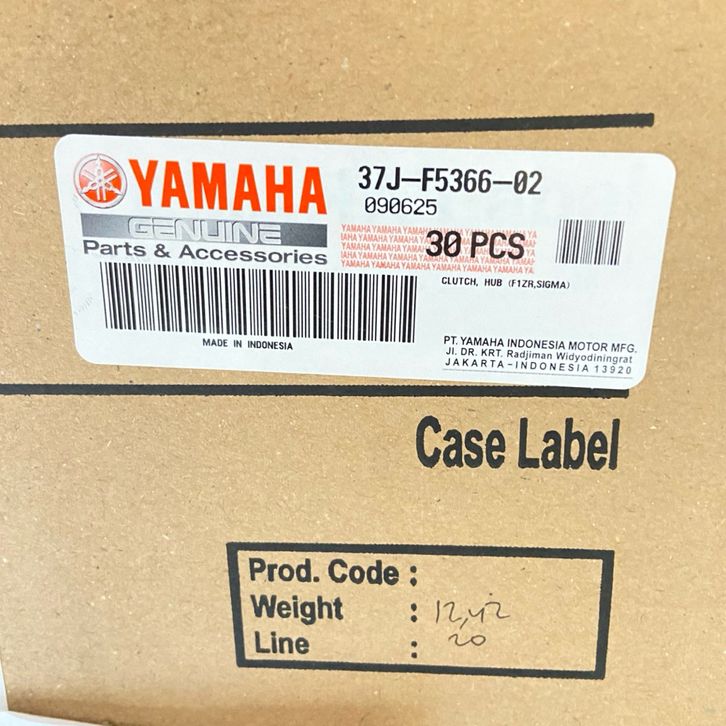 YAMAHA
GENUINE
Parts & Accessories
37J-F5366-02
090625
30 PCS
CLUTCH, HUB (F1ZR,SIGMA)
MADE IN INDONESIA
PT. YAMAHA INDONESIA MOTOR MFG.
JI. DR. KRT. Radjiman Widyodiningrat
JAKARTA-INDONESIA 13920
Case Label
Prod. Code :
Weight : 12,42
Line : 20